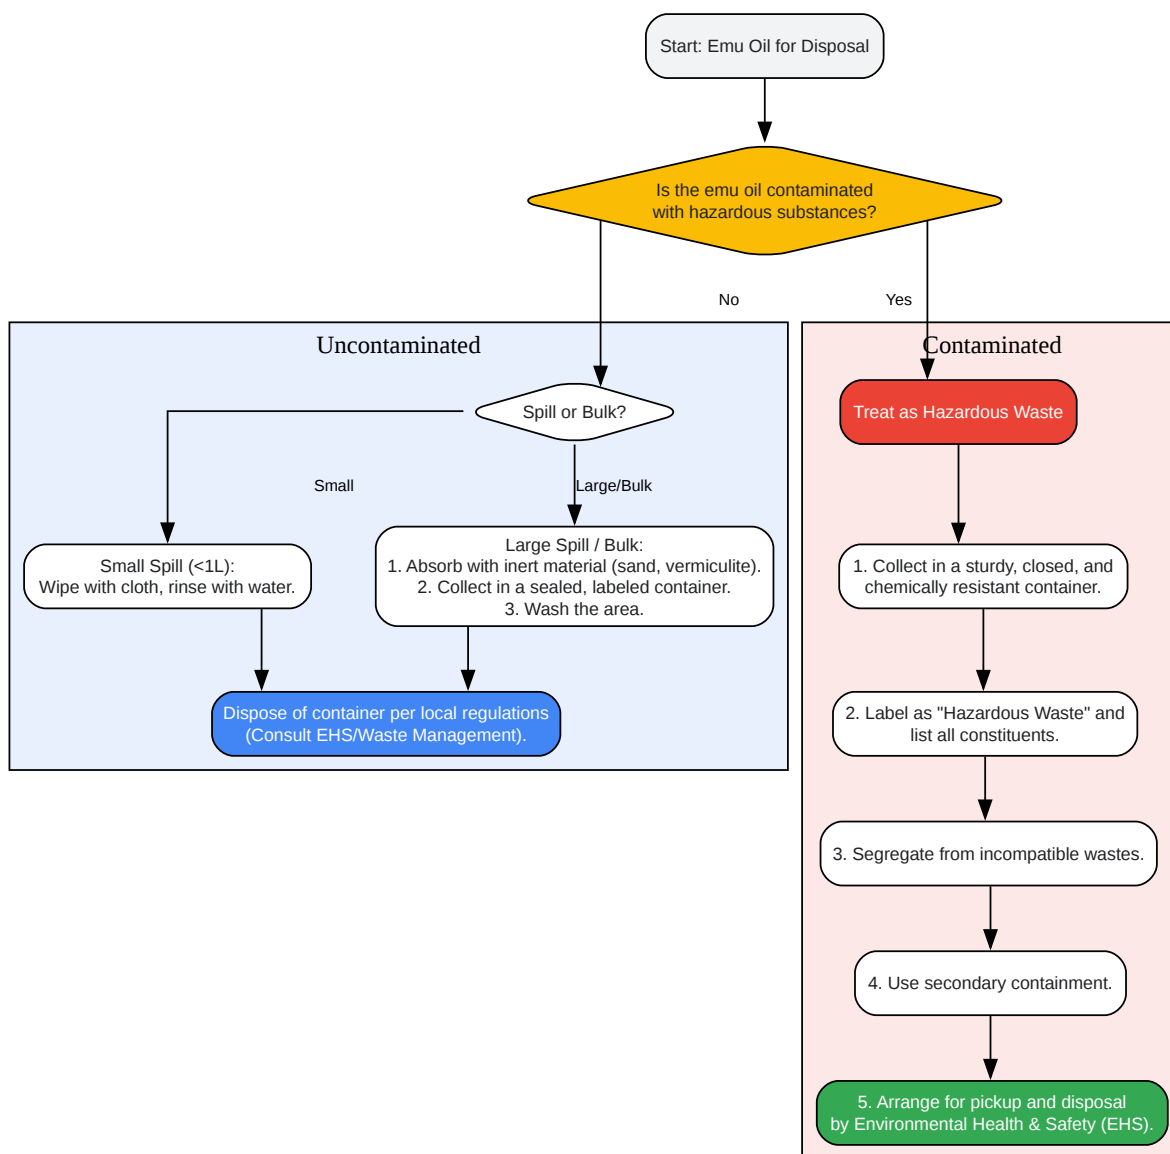 Start: Emu Oil for Disposal
Is the emu oil contaminated
with hazardous substances?
No
Yes
Uncontaminated
Spill or Bulk?
Small
Large/Bulk
Small Spill (<1L):
Wipe with cloth, rinse with water.
Large Spill / Bulk:
1. Absorb with inert material (sand, vermiculite).
2. Collect in a sealed, labeled container.
3. Wash the area.
Dispose of container per local regulations
(Consult EHS/Waste Management).
Contaminated
Treat as Hazardous Waste
1. Collect in a sturdy, closed, and
chemically resistant container.
2. Label as "Hazardous Waste" and
list all constituents.
3. Segregate from incompatible wastes.
4. Use secondary containment.
5. Arrange for pickup and disposal
by Environmental Health & Safety (EHS).